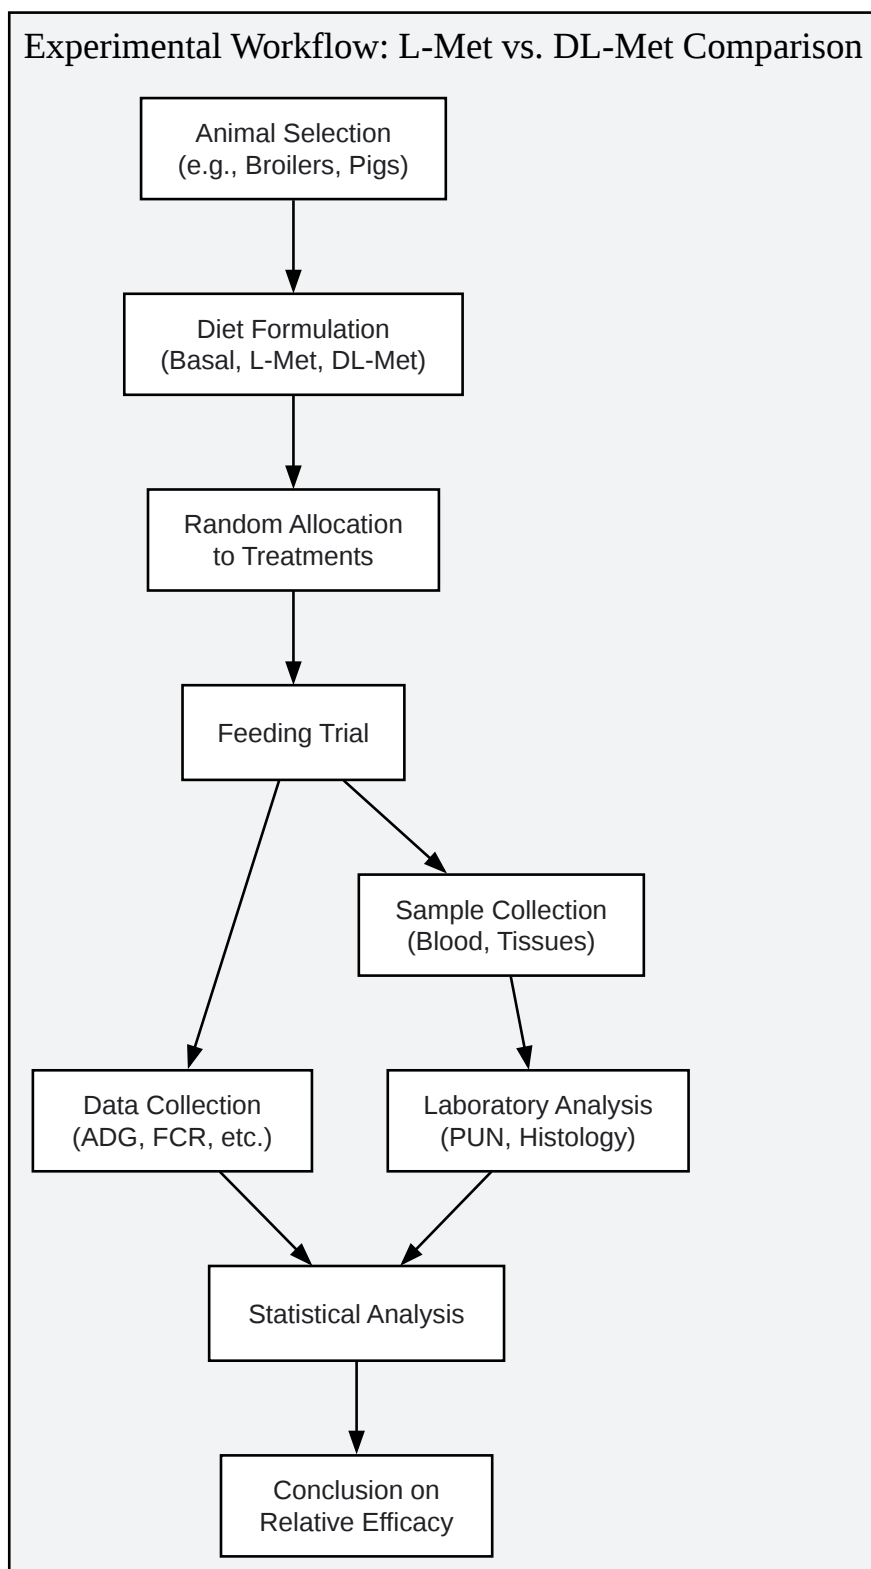 Experimental Workflow: L-Met vs. DL-Met Comparison
Animal Selection
(e.g., Broilers, Pigs)
Diet Formulation
(Basal, L-Met, DL-Met)
Random Allocation
to Treatments
Feeding Trial
Sample Collection
(Blood, Tissues)
Data Collection
(ADG, FCR, etc.)
Laboratory Analysis
(PUN, Histology)
Statistical Analysis
Conclusion on
Relative Efficacy